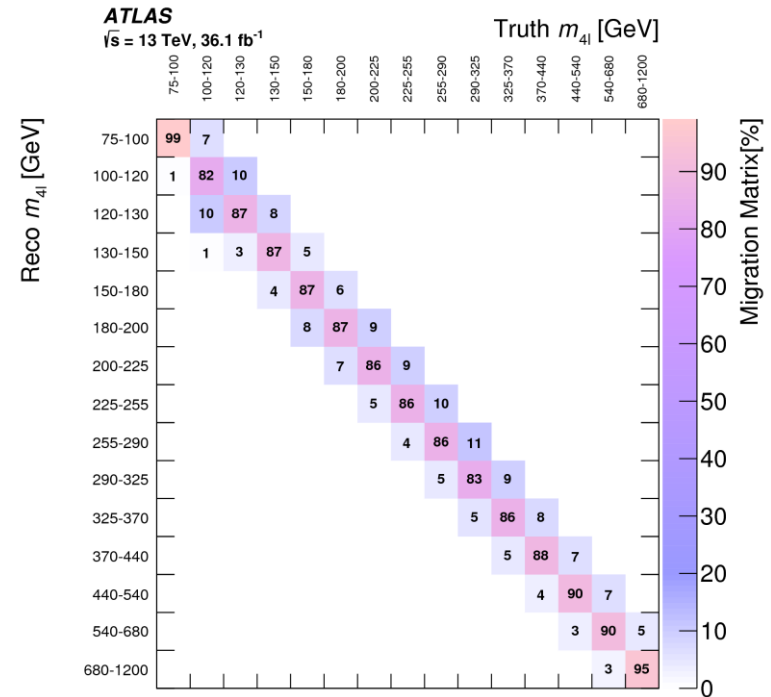 ATLAS
√s = 13 TeV, 36.1 fb⁻¹
Truth m₄ₗ [GeV]
75-100 100-120 120-130 130-150 150-180 180-200 200-225 225-255 255-290 290-325 325-370 370-440 440-540 540-680 680-1200
Reco m₄ₗ [GeV]
75-100 99 7
100-120 1 82 10
120-130 10 87 8
130-150 1 3 87 5
150-180 4 87 6
180-200 8 87 9
200-225 7 86 9
225-255 5 86 10
255-290 4 86 11
290-325 5 83 9
325-370 5 86 8
370-440 5 88 7
440-540 4 90 7
540-680 3 90 5
680-1200 3 95
Migration Matrix[%]
90
80
70
60
50
40
30
20
10
0